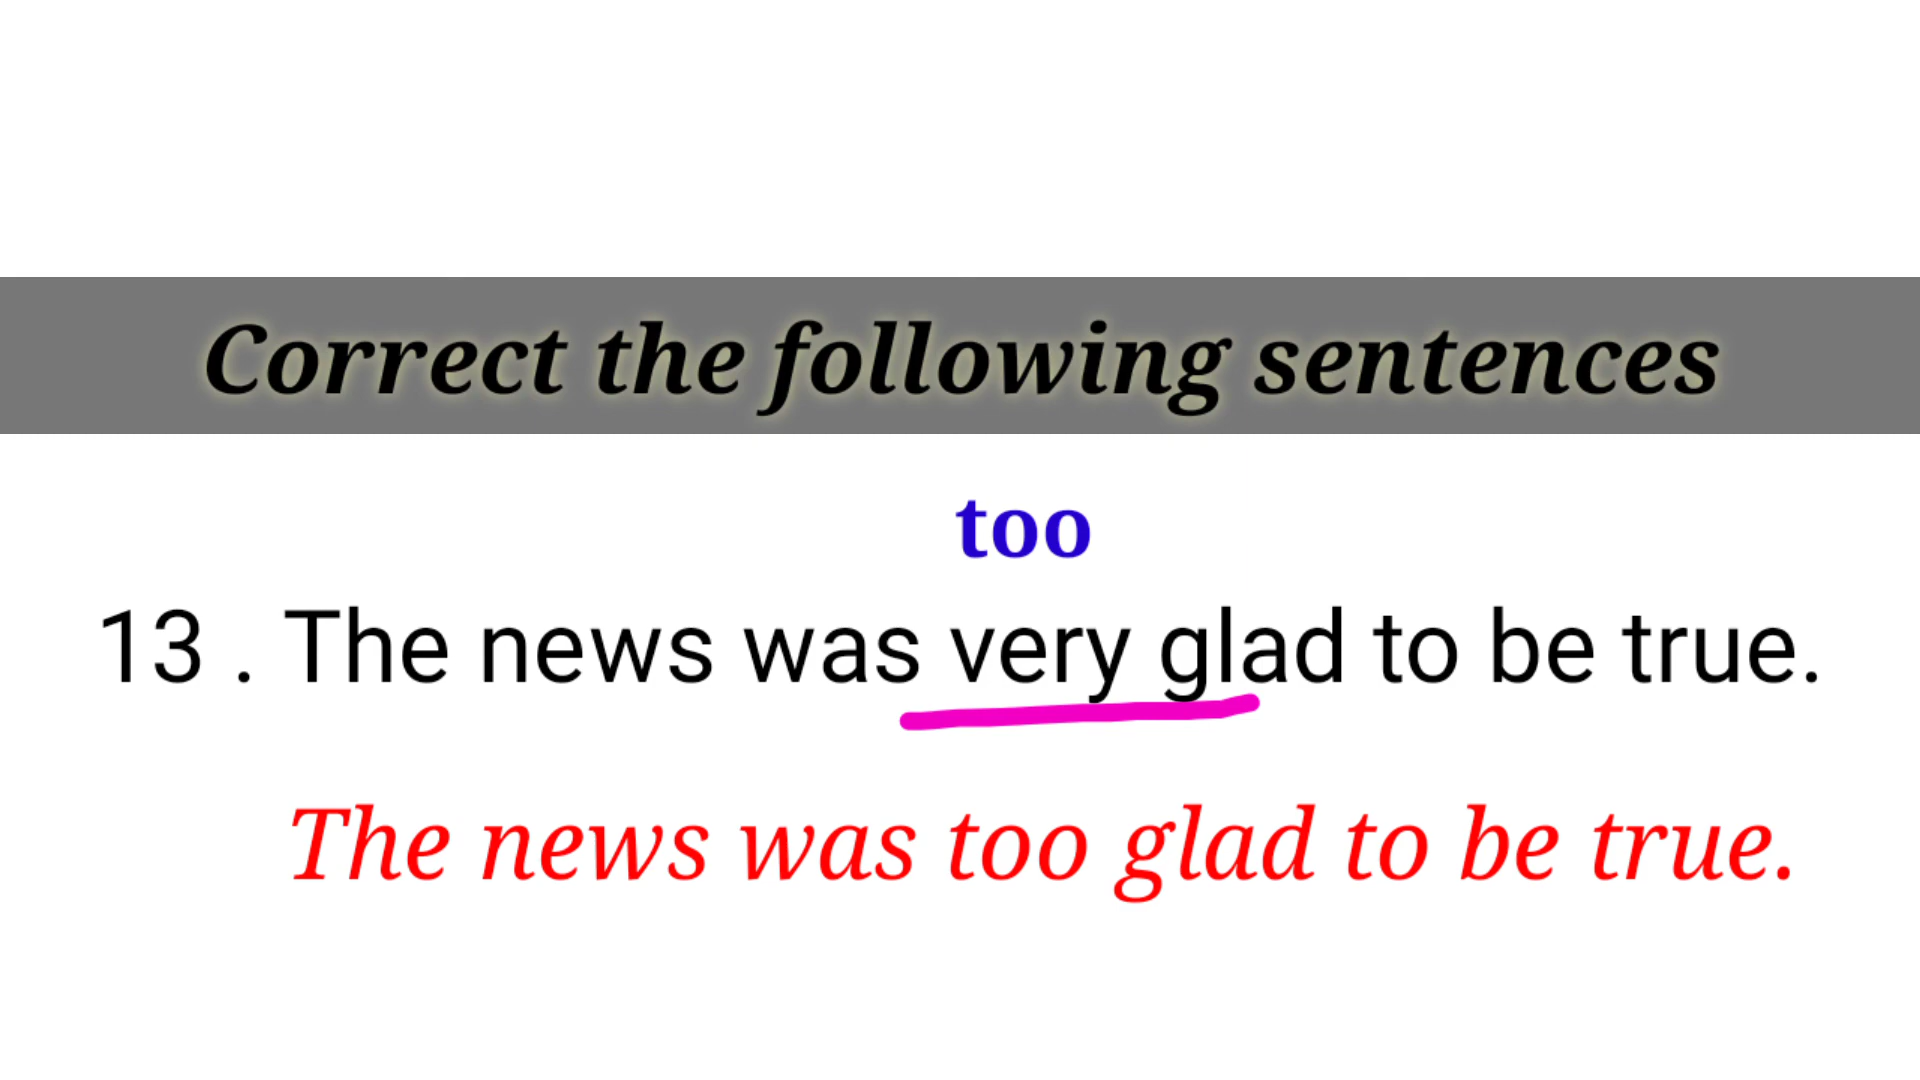 Correct the following sentences
too
13 . The news was very glad to be true.
The news was too glad to be true.